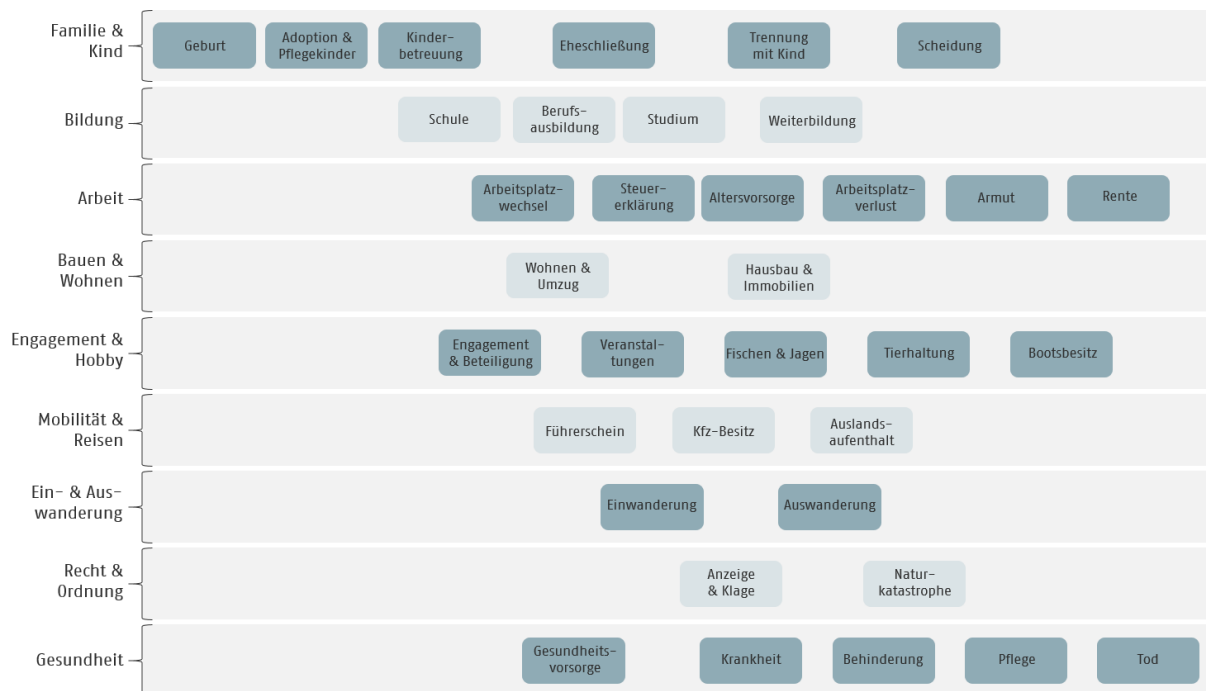 Familie &
Kind
Geburt
Adoption &
Pflegekinder
Kinder-
betreuung
Eheschließung
Trennung
mit Kind
Scheidung
Bildung
Schule
Berufs-
ausbildung
Studium
Weiterbildung
Arbeit
Arbeitsplatz-
wechsel
Steuer-
erklärung
Altersvorsorge
Arbeitsplatz-
verlust
Armut
Rente
Bauen &
Wohnen
Wohnen &
Umzug
Hausbau &
Immobilien
Engagement &
Hobby
Engagement
& Beteiligung
Veranstal-
tungen
Fischen & Jagen
Tierhaltung
Bootsbesitz
Mobilität &
Reisen
Führerschein
Kfz-Besitz
Auslands-
aufenthalt
Ein- & Aus-
wanderung
Einwanderung
Auswanderung
Recht &
Ordnung
Anzeige
& Klage
Natur-
katastrophe
Gesundheit
Gesundheits-
vorsorge
Krankheit
Behinderung
Pflege
Tod